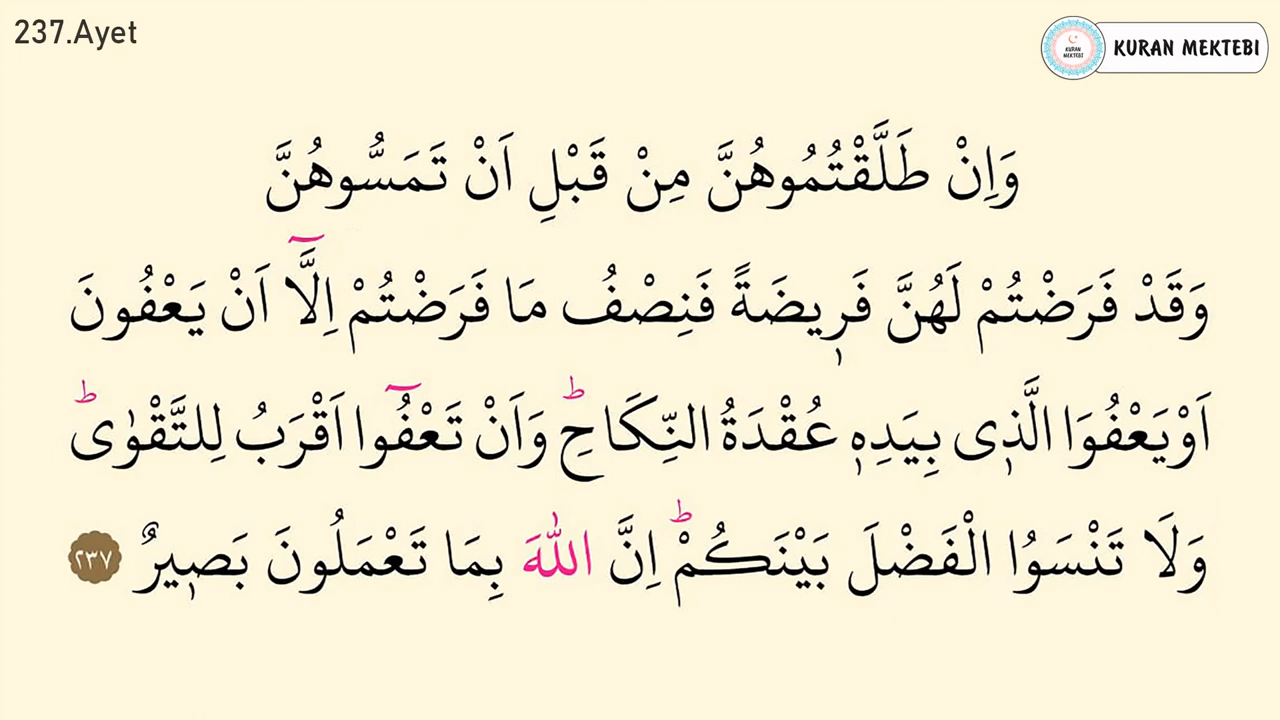 237.Ayet
KURAN MEKTEBI
وَاِنْ طَلَّقْتُمُوهُنَّ مِنْ قَبْلِ اَنْ تَمَسُّوهُنَّ
وَقَدْ فَرَضْتُمْ لَهُنَّ فَر۪يضَةً فَنِصْفُ مَا فَرَضْتُمْ اِلَّٓا اَنْ يَعْفُونَ
اَوْ يَعْفُوَا الَّذ۪ى بِيَدِه۪ عُقْدَةُ النِّكَاحِۜ وَاَنْ تَعْفُٓوا اَقْرَبُ لِلتَّقْوٰىۜ
وَلَا تَنْسَوُا الْفَضْلَ بَيْنَكُمْۜ اِنَّ اللّٰهَ بِمَا تَعْمَلُونَ بَص۪يرٌ ٢٣٧